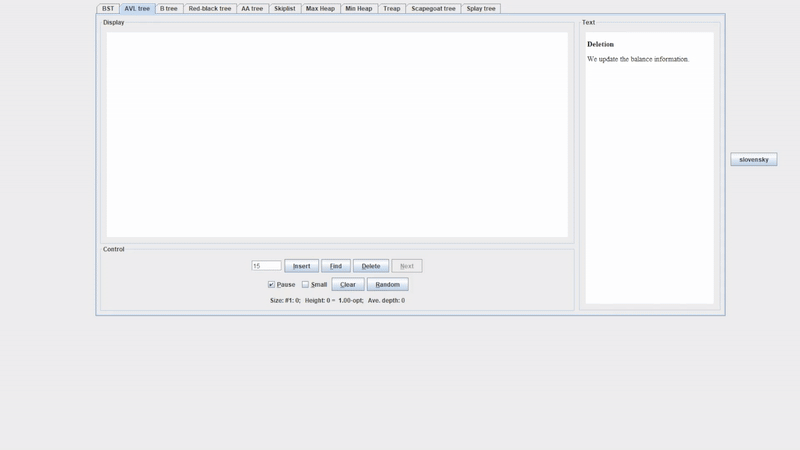 BST AVL tree B tree Red-black tree AA tree Skiplist Max Heap Min Heap Treap Scapegoat tree Splay tree
Display
Text
Deletion
We update the balance information.
slovensky
Control
15 Insert Find Delete Next
Pause Small Clear Random
Size: #1: 0; Height: 0 = 1.00·opt; Ave. depth: 0